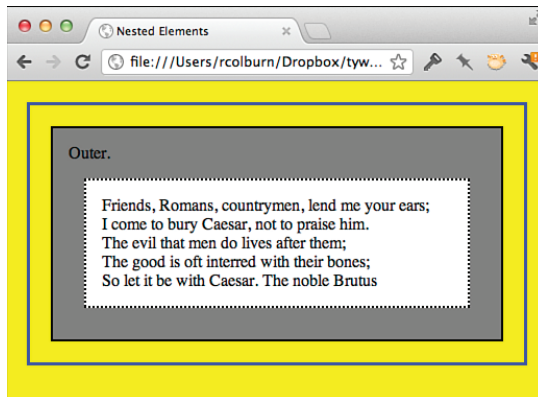 Nested Elements
file:///Users/rcolburn/Dropbox/tyw...
Outer.
Friends, Romans, countrymen, lend me your ears;
I come to bury Caesar, not to praise him.
The evil that men do lives after them;
The good is oft interred with their bones;
So let it be with Caesar. The noble Brutus